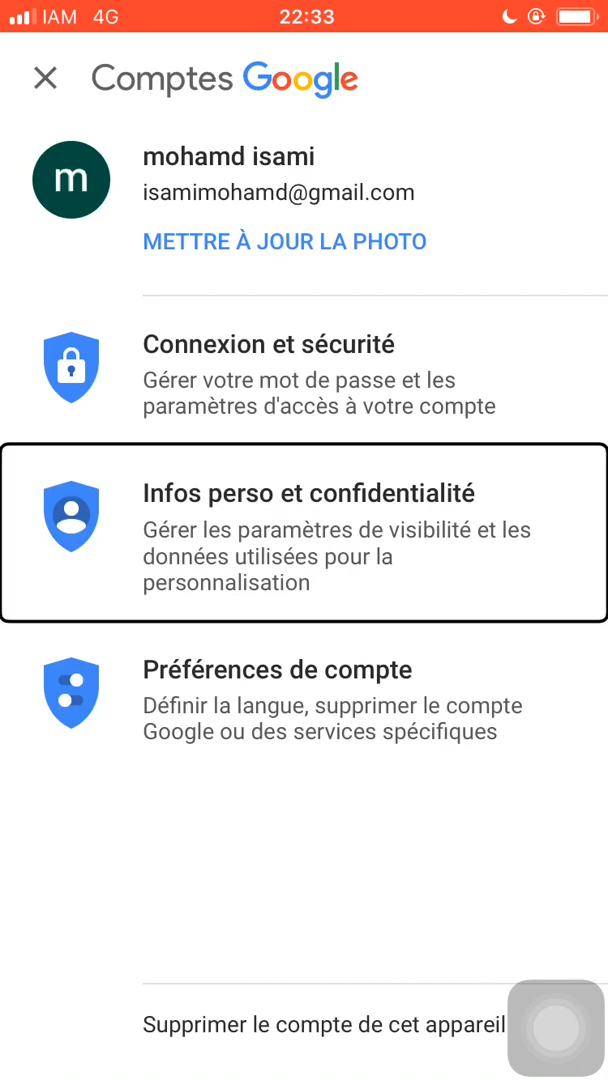 IAM 4G 22:33
Comptes Google
m
mohamd isami
isamimohamd@gmail.com
METTRE À JOUR LA PHOTO
Connexion et sécurité
Gérer votre mot de passe et les
paramètres d'accès à votre compte
Infos perso et confidentialité
Gérer les paramètres de visibilité et les
données utilisées pour la
personnalisation
Préférences de compte
Définir la langue, supprimer le compte
Google ou des services spécifiques
Supprimer le compte de cet appareil